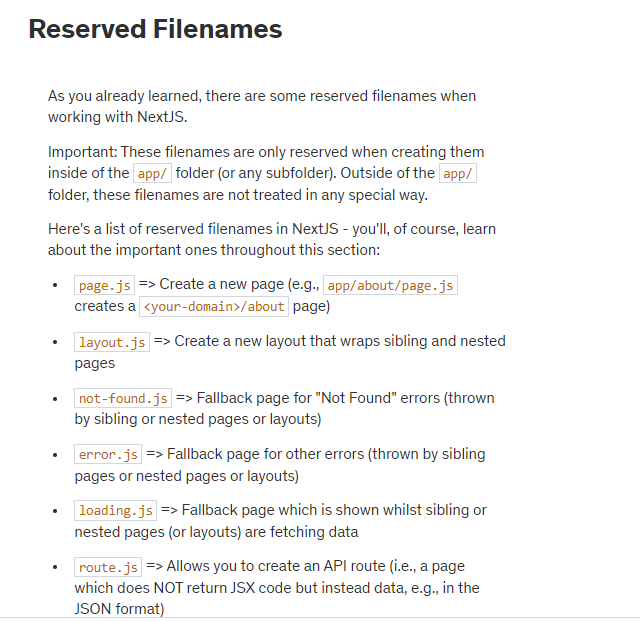 Reserved Filenames
As you already learned, there are some reserved filenames when
working with NextJS.
Important: These filenames are only reserved when creating them
inside of the app/ folder (or any subfolder). Outside of the app/
folder, these filenames are not treated in any special way.
Here's a list of reserved filenames in NextJS - you'll, of course, learn
about the important ones throughout this section:
• page.js => Create a new page (e.g., app/about/page.js
creates a <your-domain>/about page)
• layout.js => Create a new layout that wraps sibling and nested
pages
• not-found.js => Fallback page for "Not Found" errors (thrown
by sibling or nested pages or layouts)
• error.js => Fallback page for other errors (thrown by sibling
pages or nested pages or layouts)
• loading.js => Fallback page which is shown whilst sibling or
nested pages (or layouts) are fetching data
• route.js => Allows you to create an API route (i.e., a page
which does NOT return JSX code but instead data, e.g., in the
JSON format)